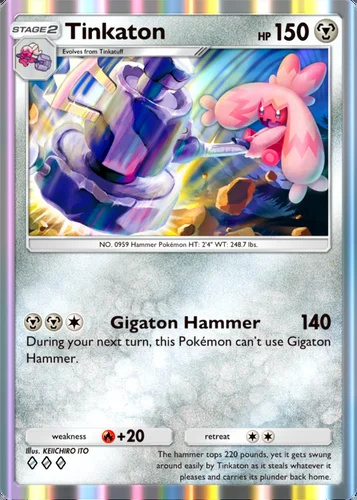 STAGE 2
Tinkaton
HP 150
Evolves from Tinkatuff
NO. 0959 Hammer Pokémon HT: 2'4" WT: 248.7 lbs.
Gigaton Hammer 140
During your next turn, this Pokémon can't use Gigaton
Hammer.
weakness +20 retreat
Illus. KEIICHIRO ITO
The hammer tops 220 pounds, yet it gets swung
around easily by Tinkaton as it steals whatever it
pleases and carries its plunder back home.